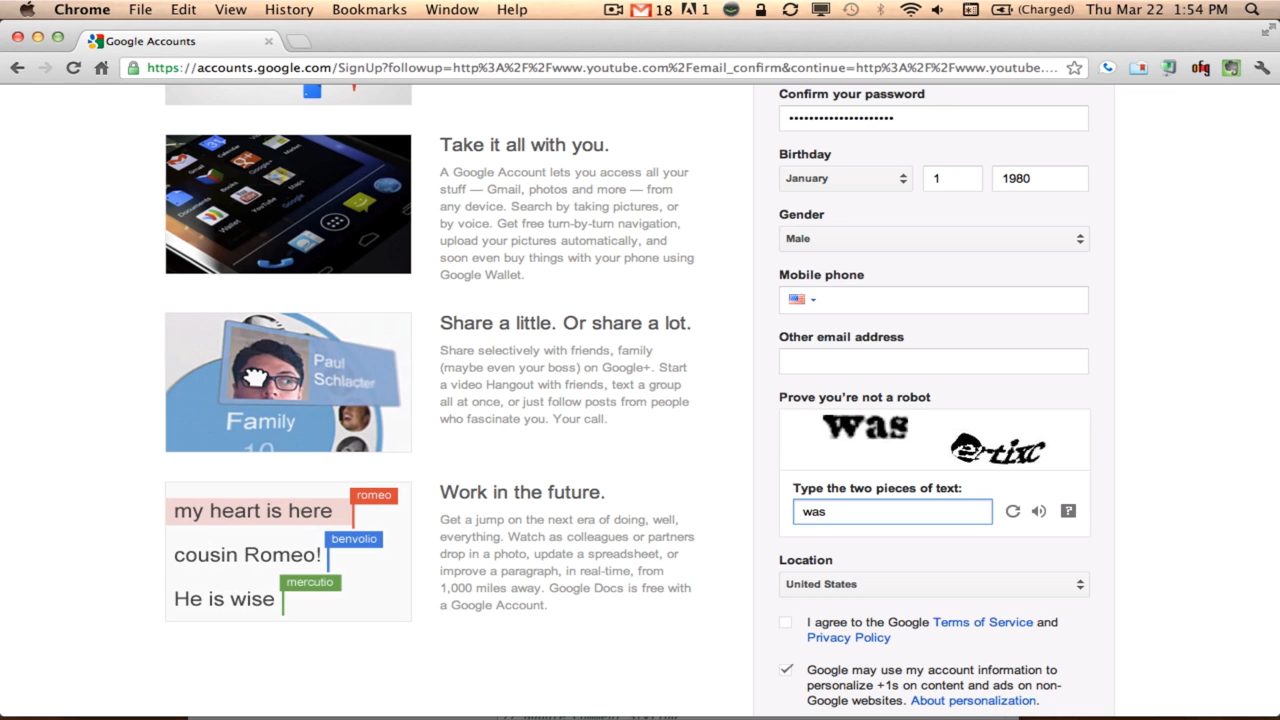 Chrome File Edit View History Bookmarks Window Help 18 1 (Charged) Thu Mar 22 1:54 PM
Google Accounts
https://accounts.google.com/SignUp?followup=http%3A%2F%2Fwww.youtube.com%2Femail_confirm&continue=http%3A%2F%2Fwww.youtube....
Take it all with you.
A Google Account lets you access all your
stuff — Gmail, photos and more — from
any device. Search by taking pictures, or
by voice. Get free turn-by-turn navigation,
upload your pictures automatically, and
soon even buy things with your phone using
Google Wallet.
Paul
Schlacter
Family
10
Share a little. Or share a lot.
Share selectively with friends, family
(maybe even your boss) on Google+. Start
a video Hangout with friends, text a group
all at once, or just follow posts from people
who fascinate you. Your call.
romeo
my heart is here
benvolio
cousin Romeo!
mercutio
He is wise
Work in the future.
Get a jump on the next era of doing, well,
everything. Watch as colleagues or partners
drop in a photo, update a spreadsheet, or
improve a paragraph, in real-time, from
1,000 miles away. Google Docs is free with
a Google Account.
Confirm your password
•••••••••••••••••••••
Birthday
January 1 1980
Gender
Male
Mobile phone
Other email address
Prove you're not a robot
was
Type the two pieces of text:
was
Location
United States
I agree to the Google Terms of Service and
Privacy Policy
Google may use my account information to
personalize +1s on content and ads on non-
Google websites. About personalization.